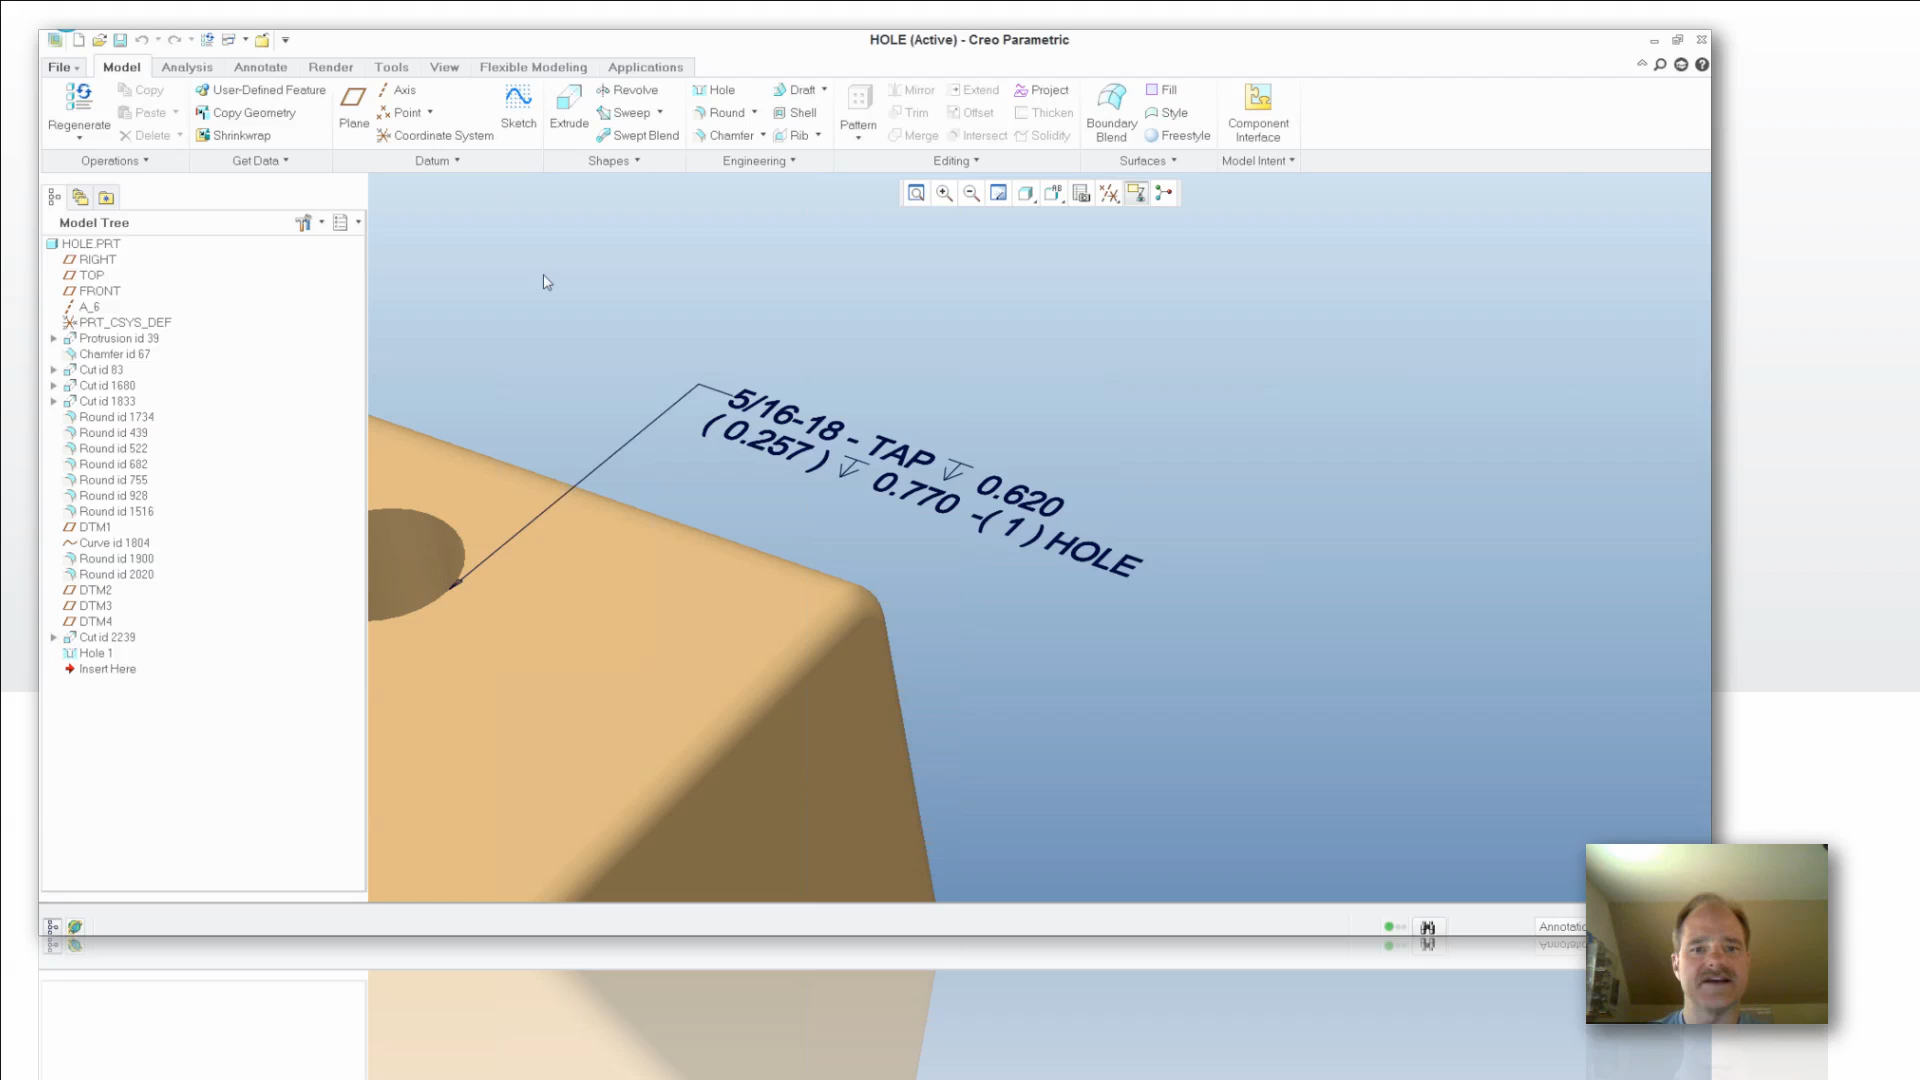 HOLE (Active) - Creo Parametric
File
Model
Analysis
Annotate
Render
Tools
View
Flexible Modeling
Applications
Regenerate
Copy
Paste
Delete
User-Defined Feature
Copy Geometry
Shrinkwrap
Plane
Axis
Point
Coordinate System
Sketch
Extrude
Revolve
Sweep
Swept Blend
Hole
Round
Chamfer
Draft
Shell
Rib
Pattern
Mirror
Trim
Merge
Extend
Offset
Intersect
Project
Thicken
Solidify
Boundary
Blend
Fill
Style
Freestyle
Component
Interface
Operations
Get Data
Datum
Shapes
Engineering
Editing
Surfaces
Model Intent
Model Tree
HOLE.PRT
RIGHT
TOP
FRONT
A_6
PRT_CSYS_DEF
Protrusion id 39
Chamfer id 67
Cut id 83
Cut id 1680
Cut id 1833
Round id 1734
Round id 439
Round id 522
Round id 682
Round id 755
Round id 928
Round id 1516
DTM1
Curve id 1804
Round id 1900
Round id 2020
DTM2
DTM3
DTM4
Cut id 2239
Hole 1
Insert Here
5/16-18 - TAP ↧ 0.620
( 0.257 ) ↧ 0.770 -( 1 ) HOLE
Annotatio